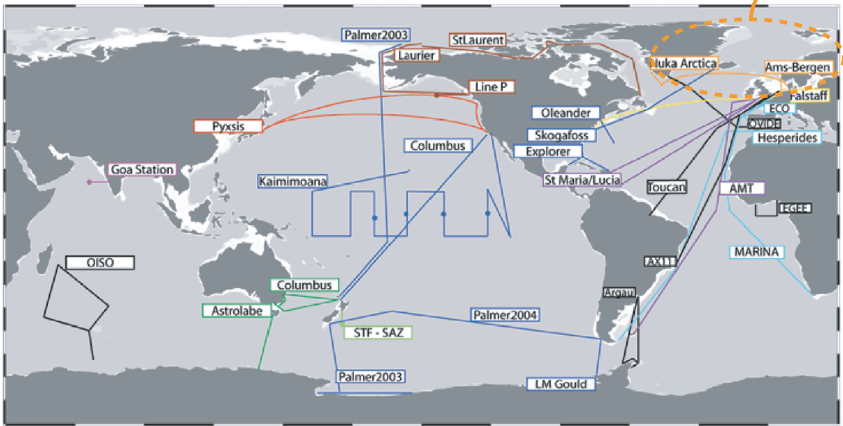 Palmer2003
StLaurent
Laurier
Nuka Arctica
Ams-Bergen
Line P
Falstaff
ECO
Oleander
OVIDE
Pyxsis
Skogafoss
Hesperides
Columbus
Explorer
Goa Station
Kaimimoana
St Maria/Lucia
Toucan
AMT
EGEE
MARINA
OISO
AX11
Columbus
Argau
Astrolabe
Palmer2004
STF - SAZ
Palmer2003
LM Gould